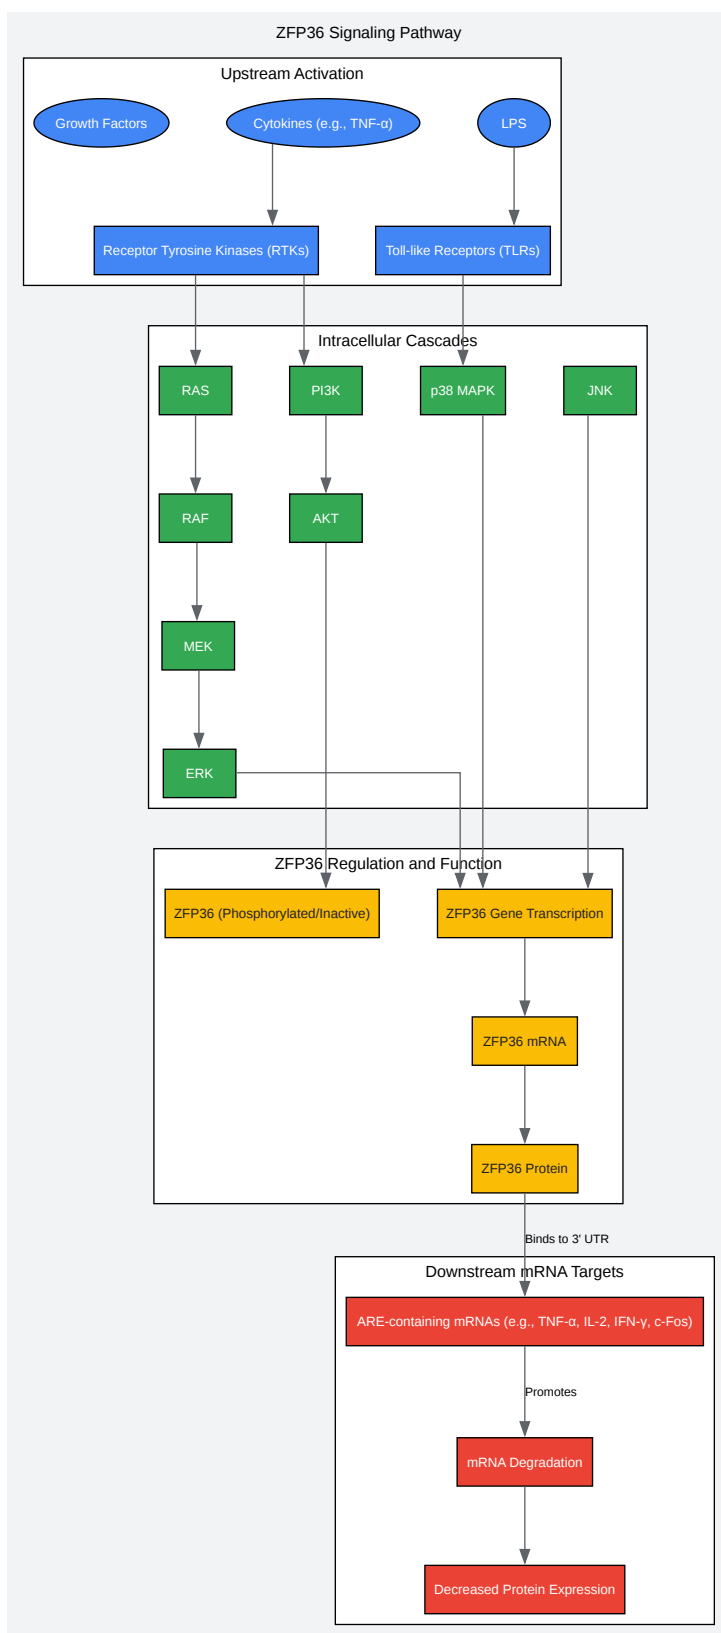 ZFP36 Signaling Pathway
Upstream Activation
Growth Factors
Cytokines (e.g., TNF-α)
LPS
Receptor Tyrosine Kinases (RTKs)
Toll-like Receptors (TLRs)
Intracellular Cascades
RAS
PI3K
p38 MAPK
JNK
RAF
AKT
MEK
ERK
ZFP36 Regulation and Function
ZFP36 (Phosphorylated/Inactive)
ZFP36 Gene Transcription
ZFP36 mRNA
ZFP36 Protein
Binds to 3' UTR
Downstream mRNA Targets
ARE-containing mRNAs (e.g., TNF-α, IL-2, IFN-γ, c-Fos)
Promotes
mRNA Degradation
Decreased Protein Expression